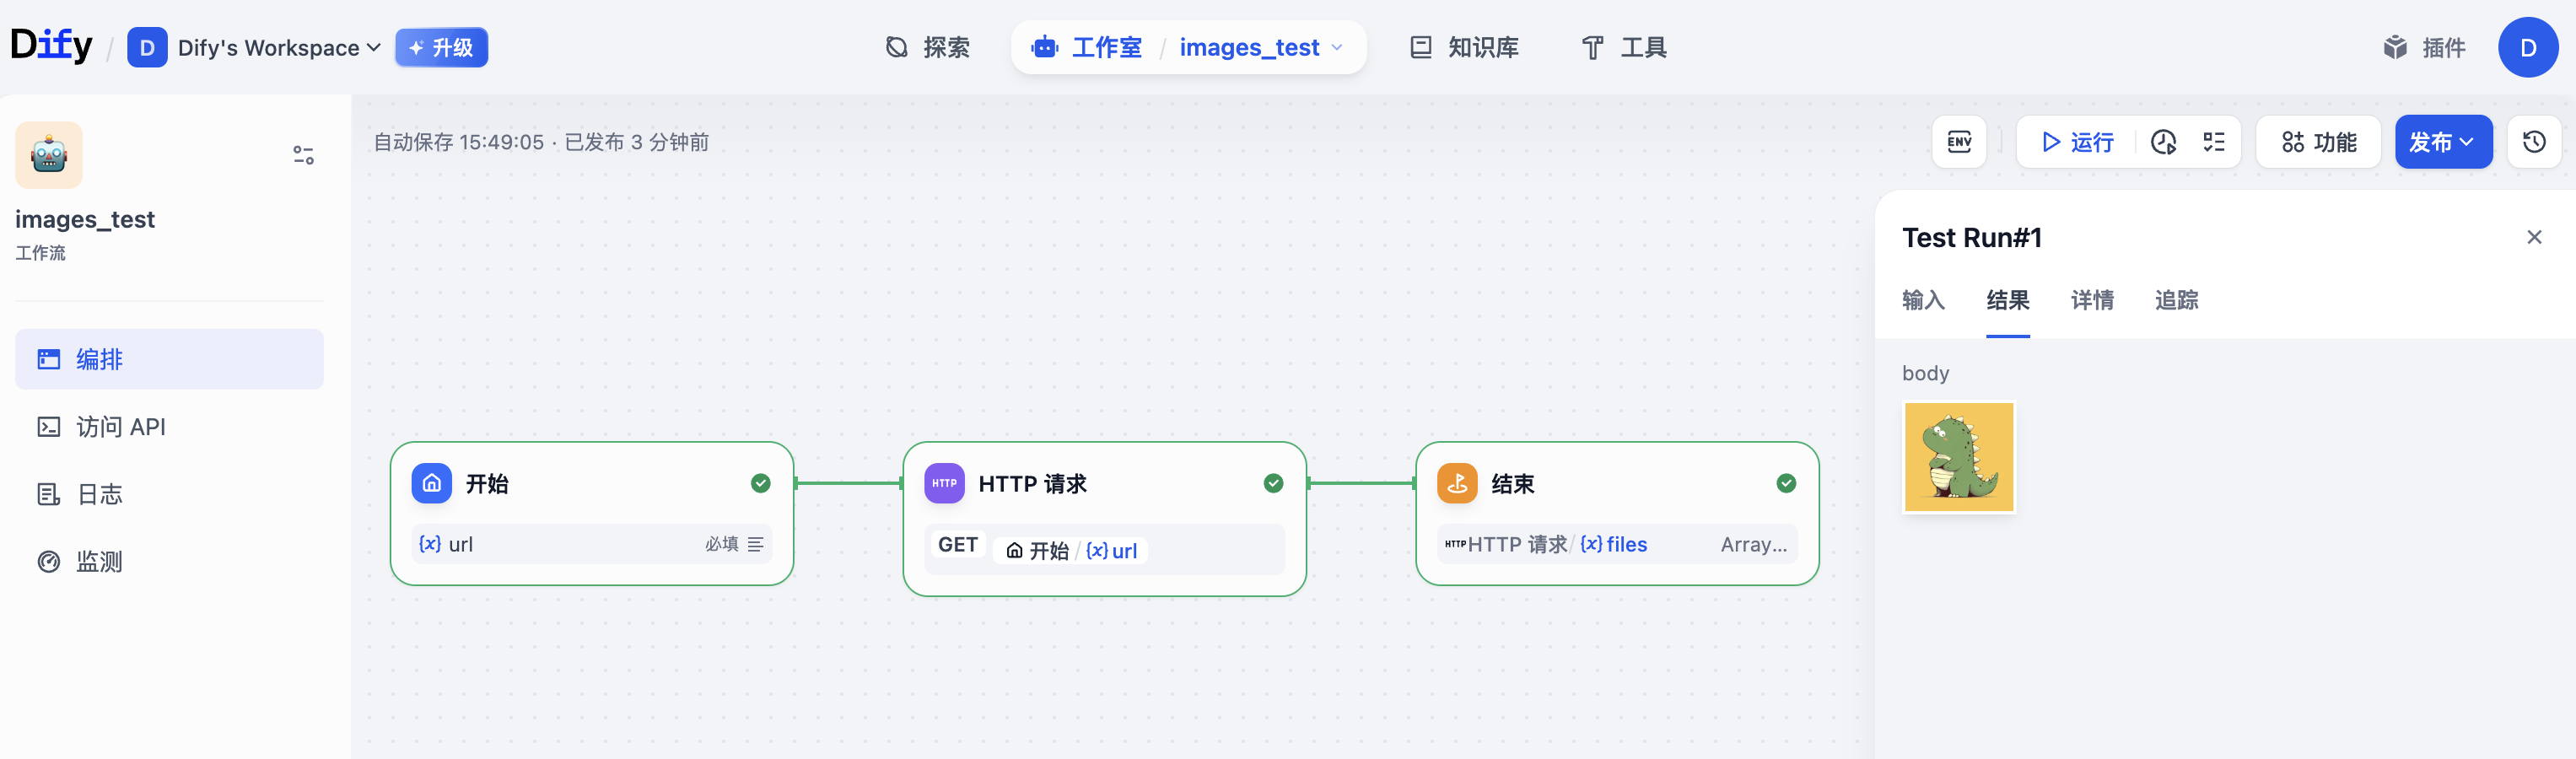 Dify / D Dify's Workspace 升级 探索 工作室 / images_test 知识库 工具 插件 D
images_test
工作流
编排
访问 API
日志
监测
自动保存 15:49:05 · 已发布 3 分钟前
ENV 运行 功能 发布
开始
{x} url 必填
HTTP HTTP 请求
GET 开始 / {x} url
结束
HTTP HTTP 请求 / {x} files Array...
Test Run#1
输入 结果 详情 追踪
body